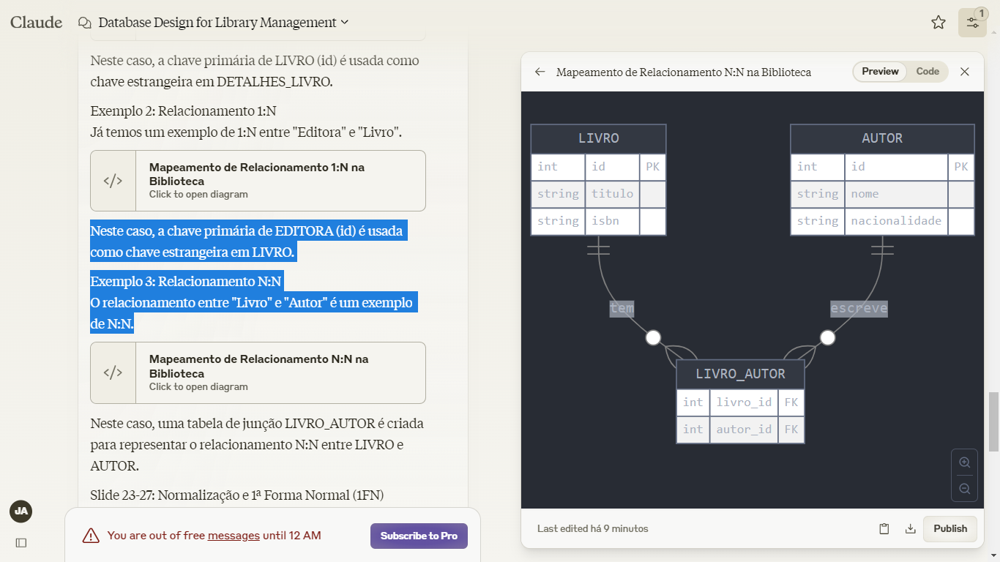 Claude
Database Design for Library Management
1
Neste caso, a chave primária de LIVRO (id) é usada como
chave estrangeira em DETALHES_LIVRO.
Exemplo 2: Relacionamento 1:N
Já temos um exemplo de 1:N entre "Editora" e "Livro".
</>
Mapeamento de Relacionamento 1:N na
Biblioteca
Click to open diagram
Neste caso, a chave primária de EDITORA (id) é usada
como chave estrangeira em LIVRO.
Exemplo 3: Relacionamento N:N
O relacionamento entre "Livro" e "Autor" é um exemplo
de N:N.
</>
Mapeamento de Relacionamento N:N na
Biblioteca
Click to open diagram
Neste caso, uma tabela de junção LIVRO_AUTOR é criada
para representar o relacionamento N:N entre LIVRO e
AUTOR.
Slide 23-27: Normalização e 1ª Forma Normal (1FN)
JA
You are out of free messages until 12 AM
Subscribe to Pro
Mapeamento de Relacionamento N:N na Biblioteca
Preview
Code
LIVRO
int id PK
string titulo
string isbn
AUTOR
int id PK
string nome
string nacionalidade
tem
escreve
LIVRO_AUTOR
int livro_id FK
int autor_id FK
Last edited há 9 minutos
Publish